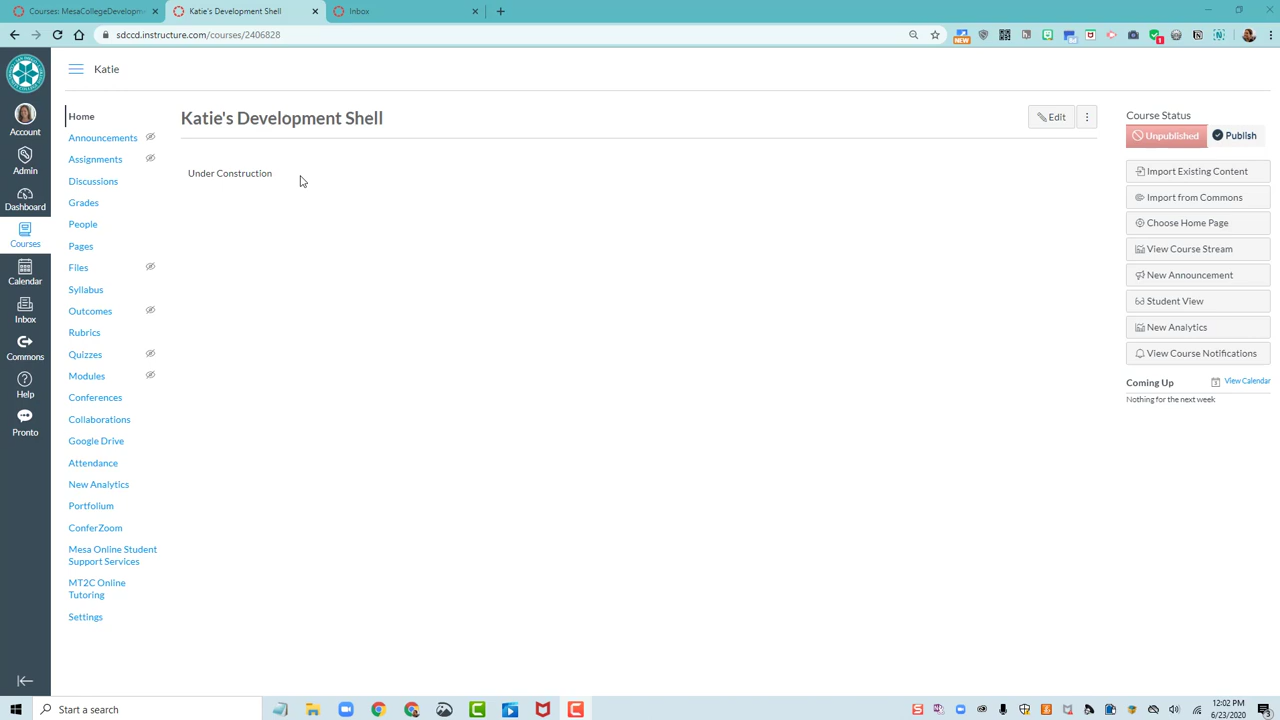 Courses: MesaCollegeDevelopmen
Katie's Development Shell
Inbox
sdccd.instructure.com/courses/2406828
NEW
Katie
Account
Admin
Dashboard
Courses
Calendar
Inbox
Commons
Help
Pronto
Home
Announcements
Assignments
Discussions
Grades
People
Pages
Files
Syllabus
Outcomes
Rubrics
Quizzes
Modules
Conferences
Collaborations
Google Drive
Attendance
New Analytics
Portfolium
ConferZoom
Mesa Online Student
Support Services
MT2C Online
Tutoring
Settings
Katie's Development Shell
Edit
Under Construction
Course Status
Unpublished
Publish
Import Existing Content
Import from Commons
Choose Home Page
View Course Stream
New Announcement
Student View
New Analytics
View Course Notifications
Coming Up
View Calendar
Nothing for the next week
Start a search
12:02 PM
6/23/2020